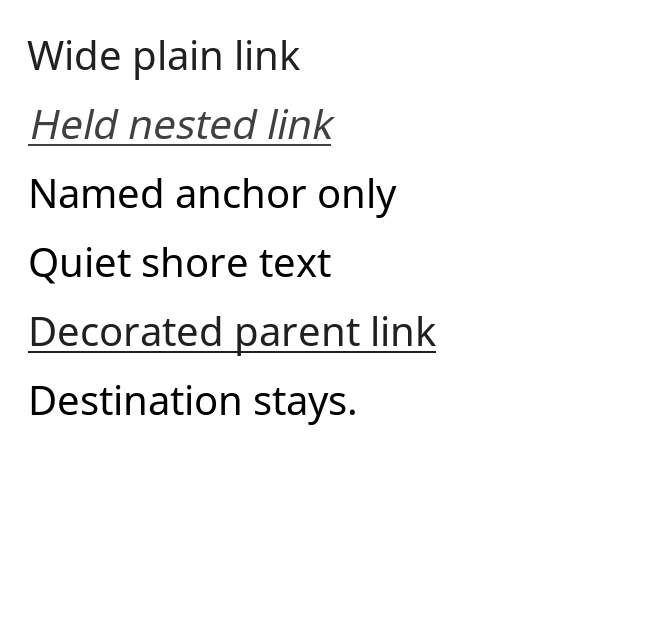 Wide plain link
Held nested link
Named anchor only
Quiet shore text
Decorated parent link
Destination stays.